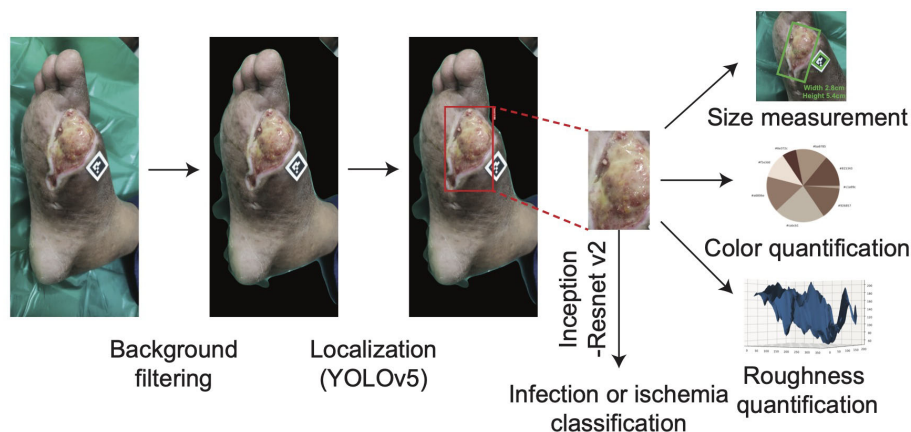 Background
filtering
Localization
(YOLOv5)
Inception
-Resnet v2
Infection or ischemia
classification
Width 2.8cm
Height 5.4cm
Size measurement
Color quantification
Roughness
quantification